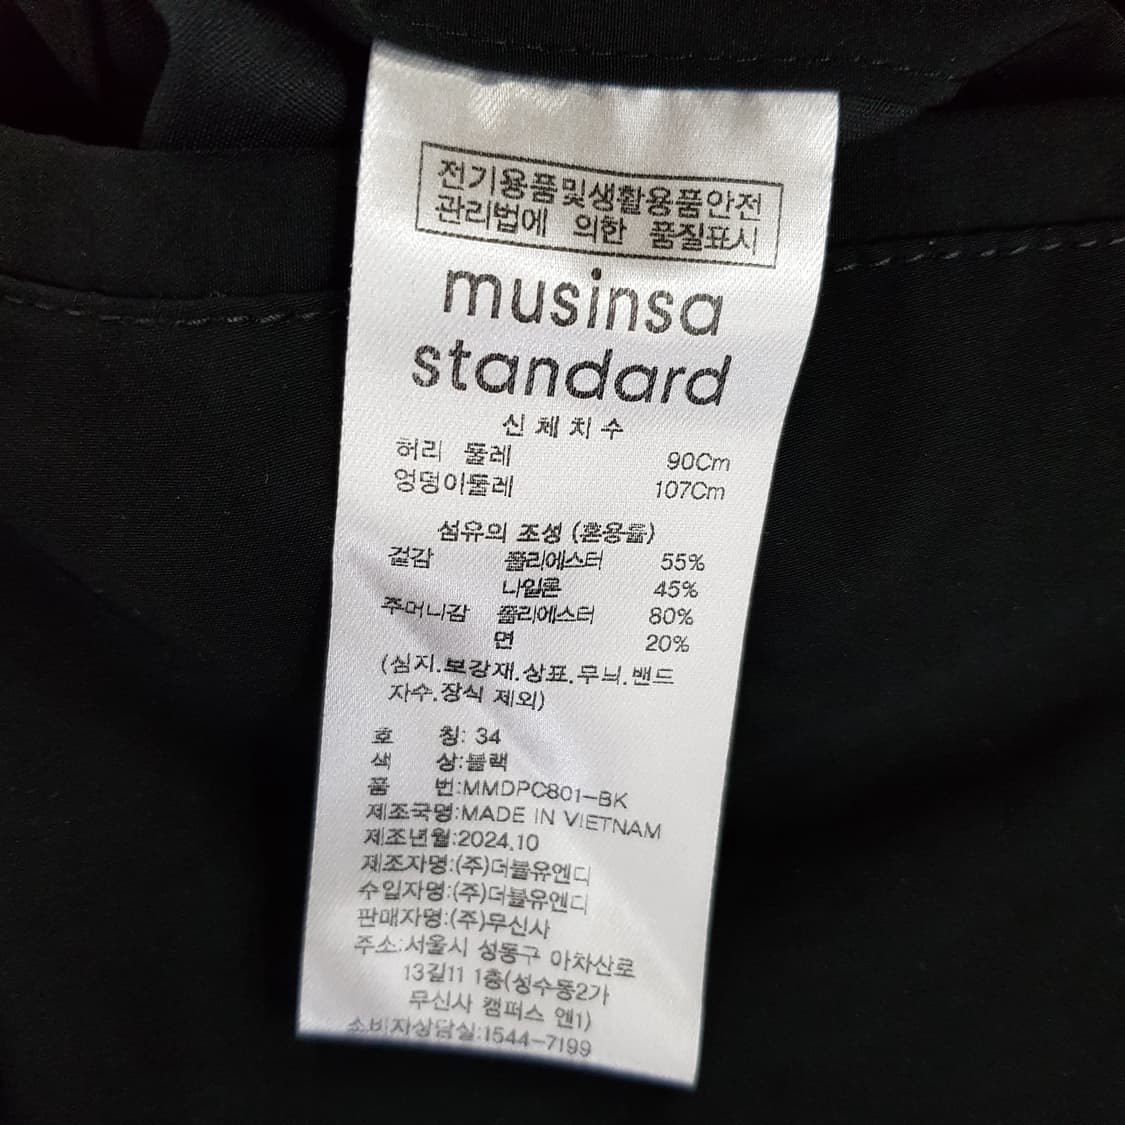 전기용품및생활용품안전
관리법에 의한 품질표시
musinsa
standard
신체치수
허리 둘레 90Cm
엉덩이둘레 107Cm
섬유의 조성 (혼용률)
겉감 폴리에스터 55%
나일론 45%
주머니감 폴리에스터 80%
면 20%
(심지.보강재.상표.무늬.밴드
자수.장식 제외)
호 칭: 34
색 상:블랙
품 번:MMDPC801-BK
제조국명:MADE IN VIETNAM
제조년월:2024.10
제조자명:(주)더블유엔디
수입자명:(주)더블유엔디
판매자명:(주)무신사
주소:서울시 성동구 아차산로
13길11 1층(성수동2가
무신사 캠퍼스 엔1)
소비자상담실:1544-7199